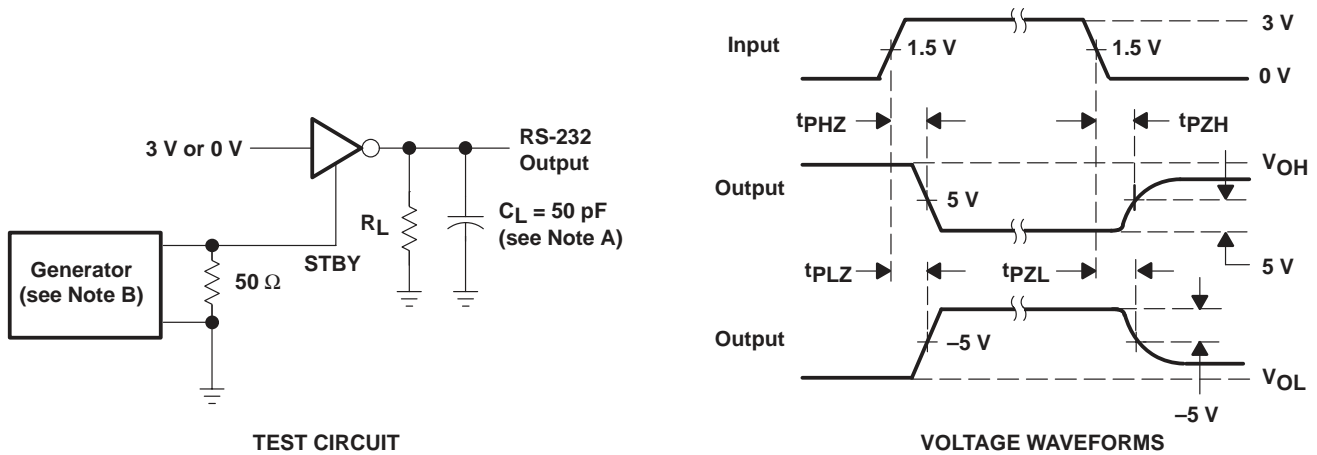 3 V or 0 V
RS-232
Output
RL
CL = 50 pF
(see Note A)
STBY
Generator
(see Note B)
50 Ω
TEST CIRCUIT
Input
1.5 V
1.5 V
3 V
0 V
tPHZ
tPZH
Output
5 V
VOH
5 V
tPLZ
tPZL
Output
–5 V
VOL
–5 V
VOLTAGE WAVEFORMS